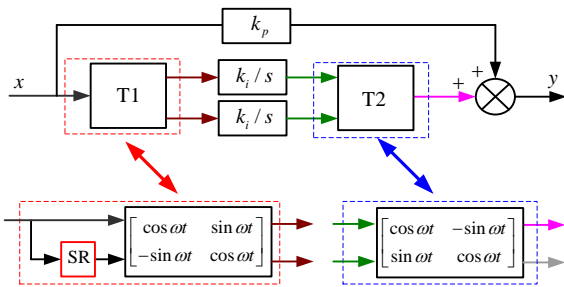 k_p
x
T1
k_i / s
k_i / s
T2
+
+
y
SR
cos ωt sin ωt
−sin ωt cos ωt
cos ωt −sin ωt
sin ωt cos ωt